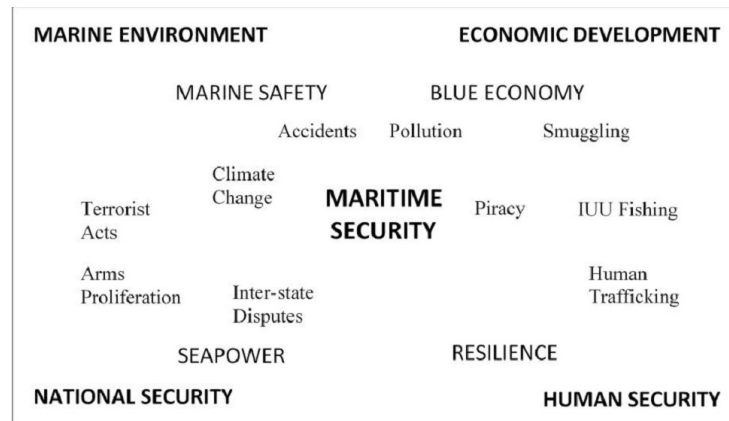 MARINE ENVIRONMENT
ECONOMIC DEVELOPMENT
MARINE SAFETY
BLUE ECONOMY
Accidents
Pollution
Smuggling
Climate
Change
MARITIME
SECURITY
Piracy
IUU Fishing
Terrorist
Acts
Arms
Proliferation
Inter-state
Disputes
Human
Trafficking
SEAPOWER
RESILIENCE
NATIONAL SECURITY
HUMAN SECURITY